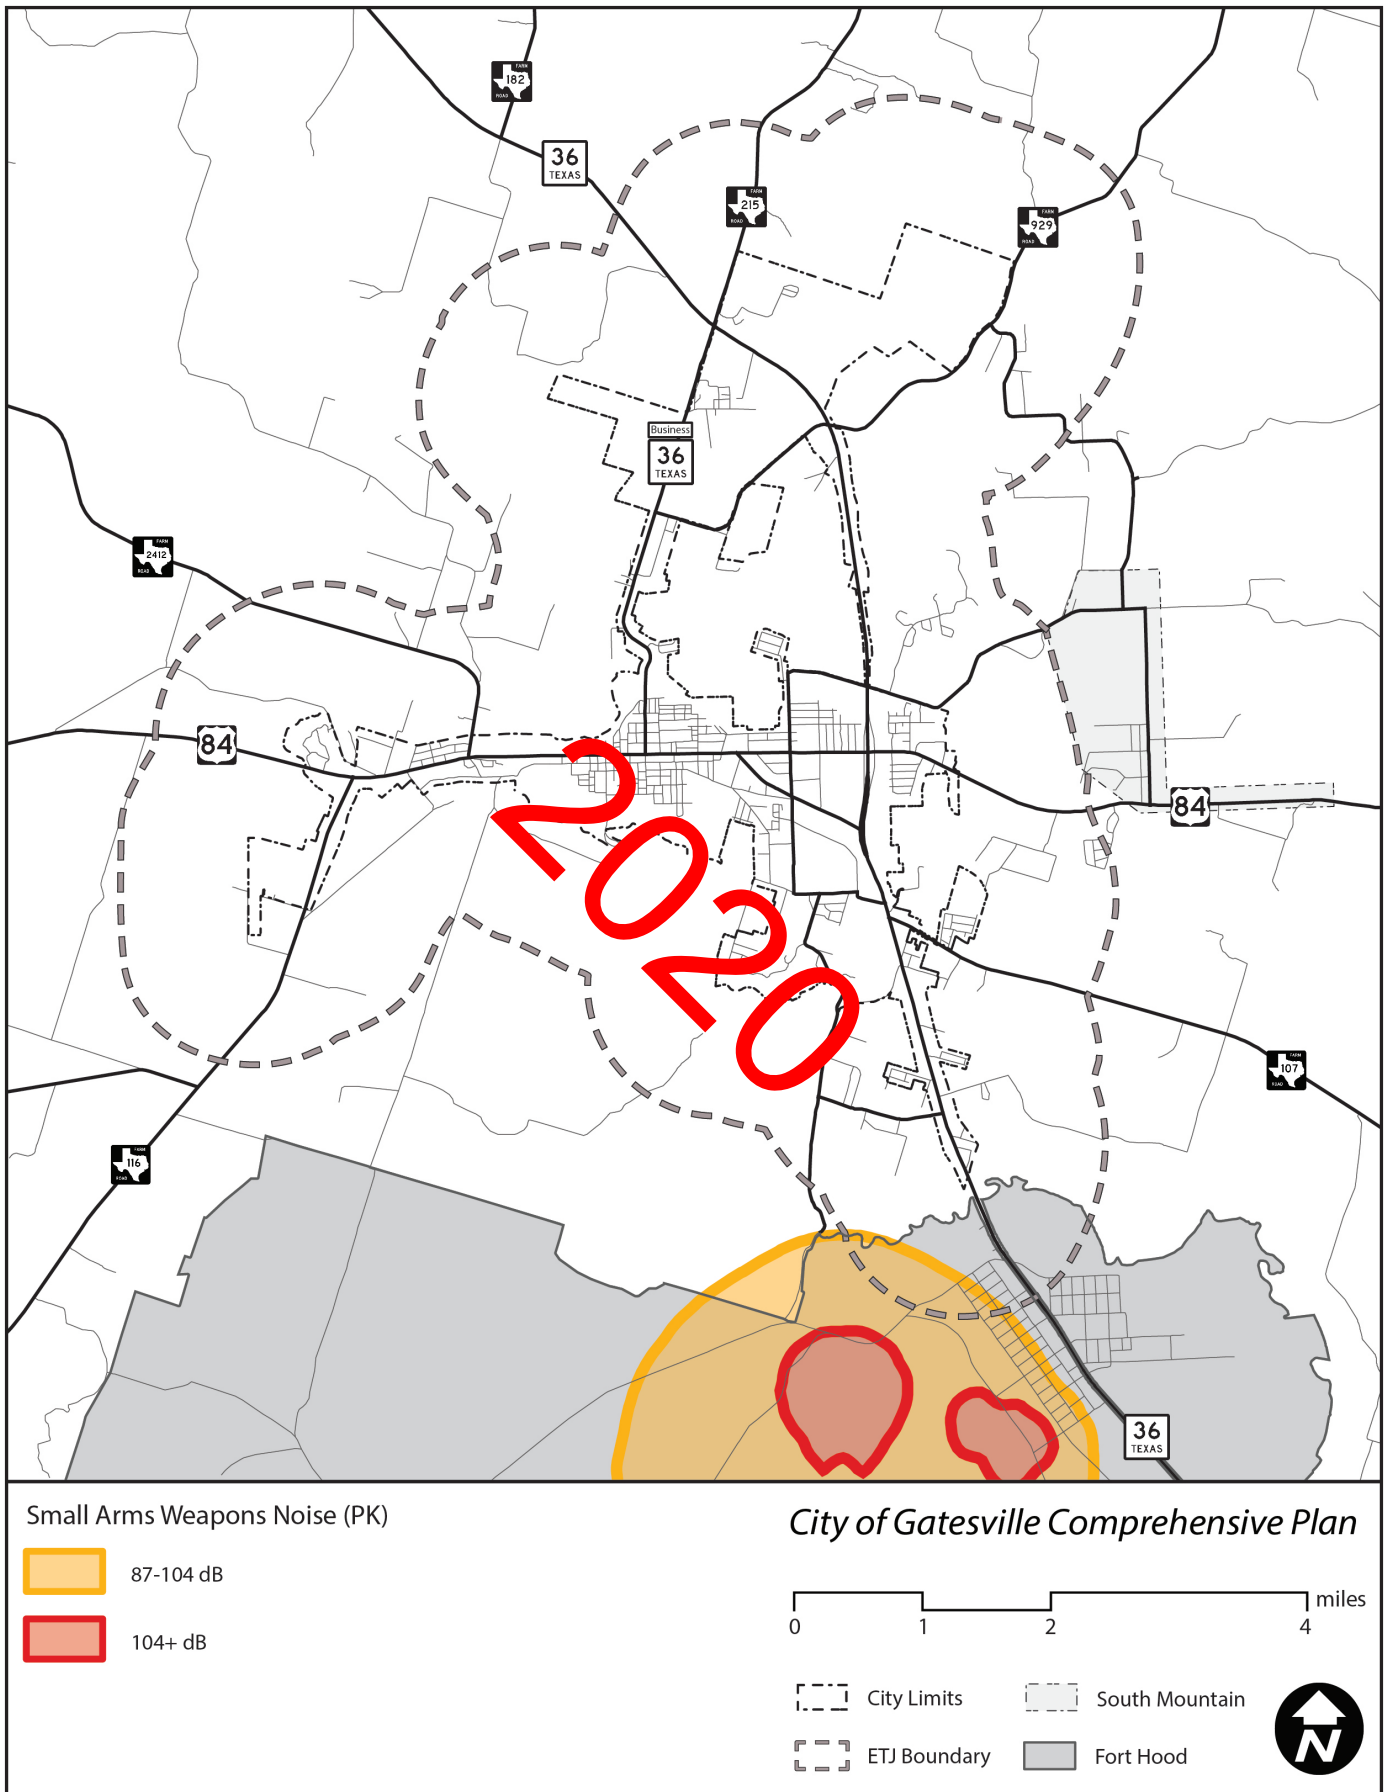 FARM
182
ROAD
36
TEXAS
FARM
215
ROAD
FARM
929
ROAD
Business
36
TEXAS
FARM
2412
ROAD
84
84
2020
FARM
107
ROAD
FARM
116
ROAD
36
TEXAS
Small Arms Weapons Noise (PK)
87-104 dB
104+ dB
City of Gatesville Comprehensive Plan
miles
0 1 2 4
City Limits
South Mountain
ETJ Boundary
Fort Hood
N